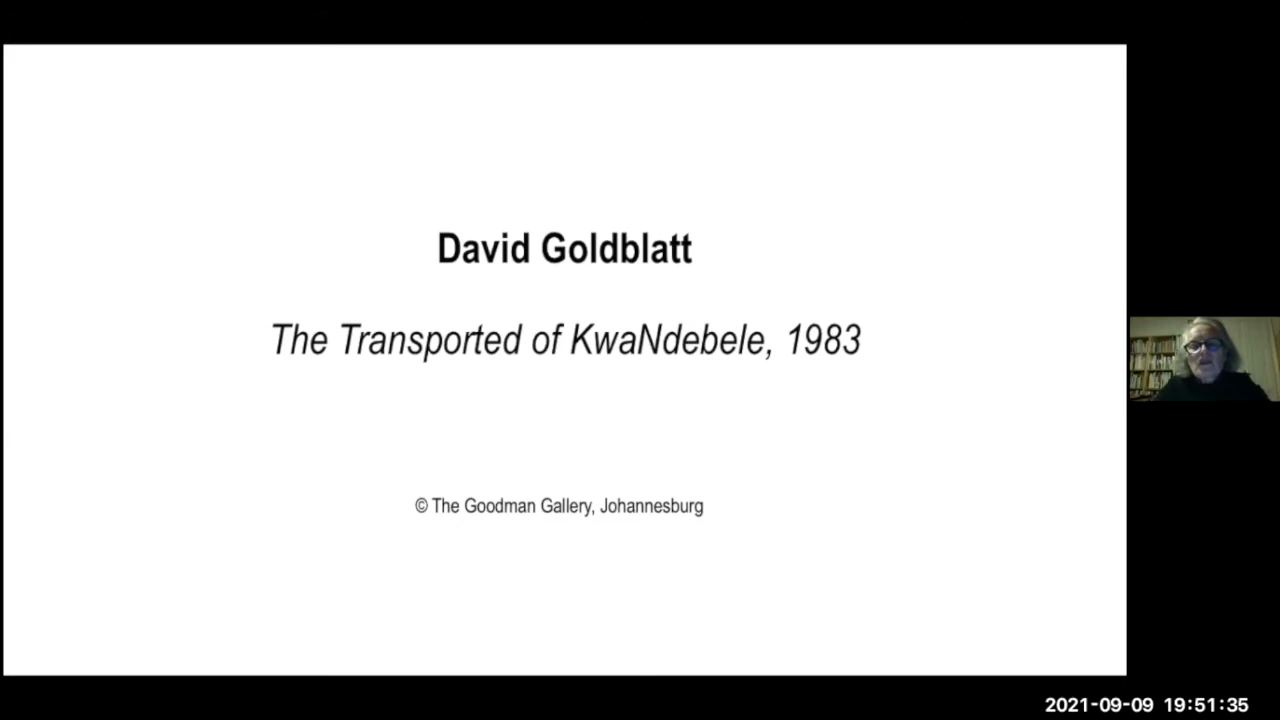 David Goldblatt
The Transported of KwaNdebele, 1983
© The Goodman Gallery, Johannesburg
2021-09-09 19:51:35